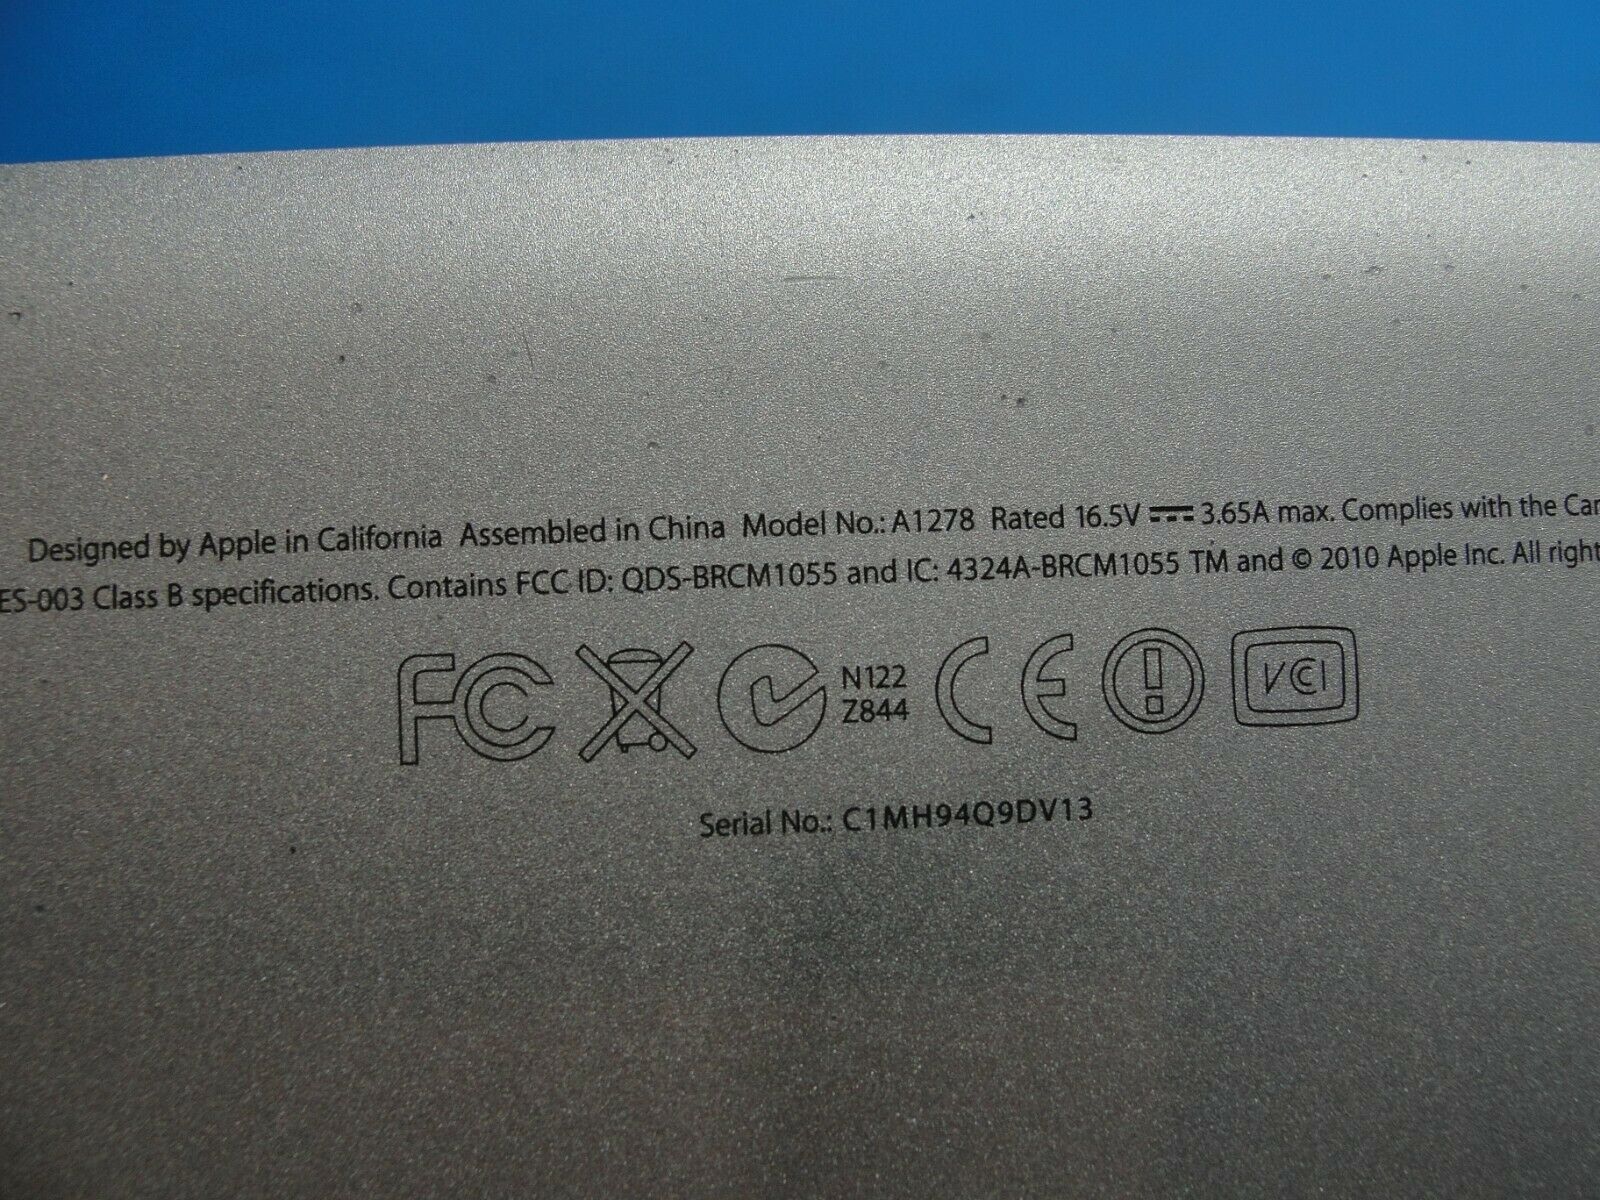 Designed by Apple in California Assembled in China Model No.: A1278 Rated 16.5V ⎓ 3.65A max. Complies with the Can
ES-003 Class B specifications. Contains FCC ID: QDS-BRCM1055 and IC: 4324A-BRCM1055 TM and © 2010 Apple Inc. All right
FC N122 CE VCI
Z844
Serial No.: C1MH94Q9DV13